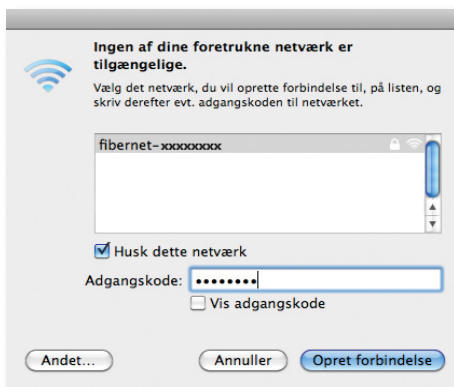 Ingen af dine foretrukne netværk er
tilgængelige.
Vælg det netværk, du vil oprette forbindelse til, på listen, og
skriv derefter evt. adgangskoden til netværket.
fibernet-xxxxxxxx
Husk dette netværk
Adgangskode: ••••••••
Vis adgangskode
Andet... Annuller Opret forbindelse